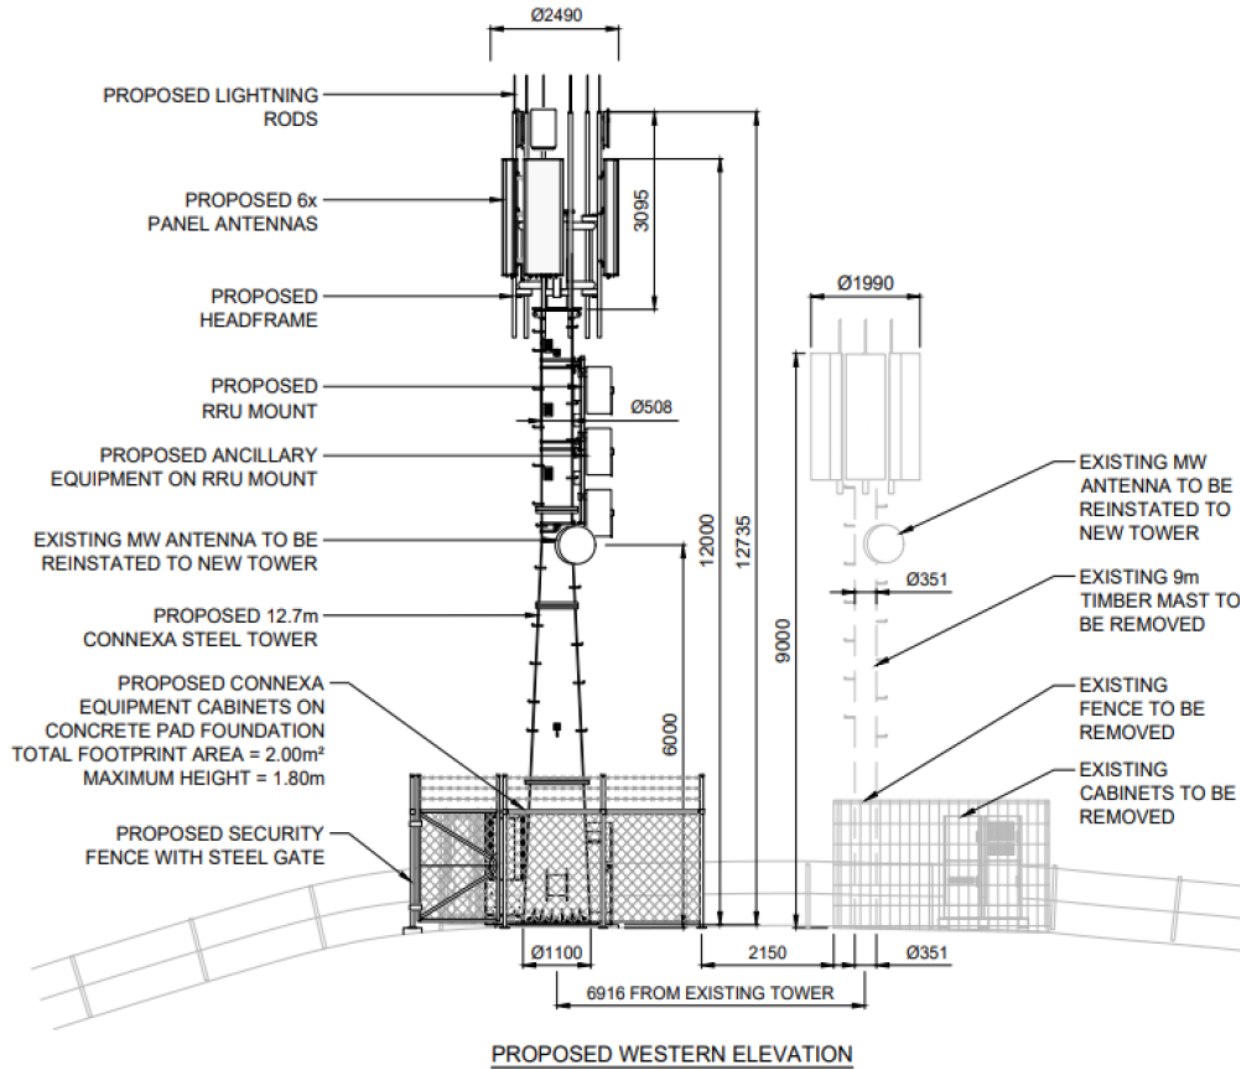 Ø2490
PROPOSED LIGHTNING
RODS
PROPOSED 6x
PANEL ANTENNAS
PROPOSED
HEADFRAME
PROPOSED
RRU MOUNT
PROPOSED ANCILLARY
EQUIPMENT ON RRU MOUNT
EXISTING MW ANTENNA TO BE
REINSTATED TO NEW TOWER
PROPOSED 12.7m
CONNEXA STEEL TOWER
PROPOSED CONNEXA
EQUIPMENT CABINETS ON
CONCRETE PAD FOUNDATION
TOTAL FOOTPRINT AREA = 2.00m²
MAXIMUM HEIGHT = 1.80m
PROPOSED SECURITY
FENCE WITH STEEL GATE
3095
Ø508
12000
12735
6000
Ø1990
9000
Ø351
EXISTING MW
ANTENNA TO BE
REINSTATED TO
NEW TOWER
EXISTING 9m
TIMBER MAST TO
BE REMOVED
EXISTING
FENCE TO BE
REMOVED
EXISTING
CABINETS TO BE
REMOVED
Ø1100
2150
Ø351
6916 FROM EXISTING TOWER
PROPOSED WESTERN ELEVATION